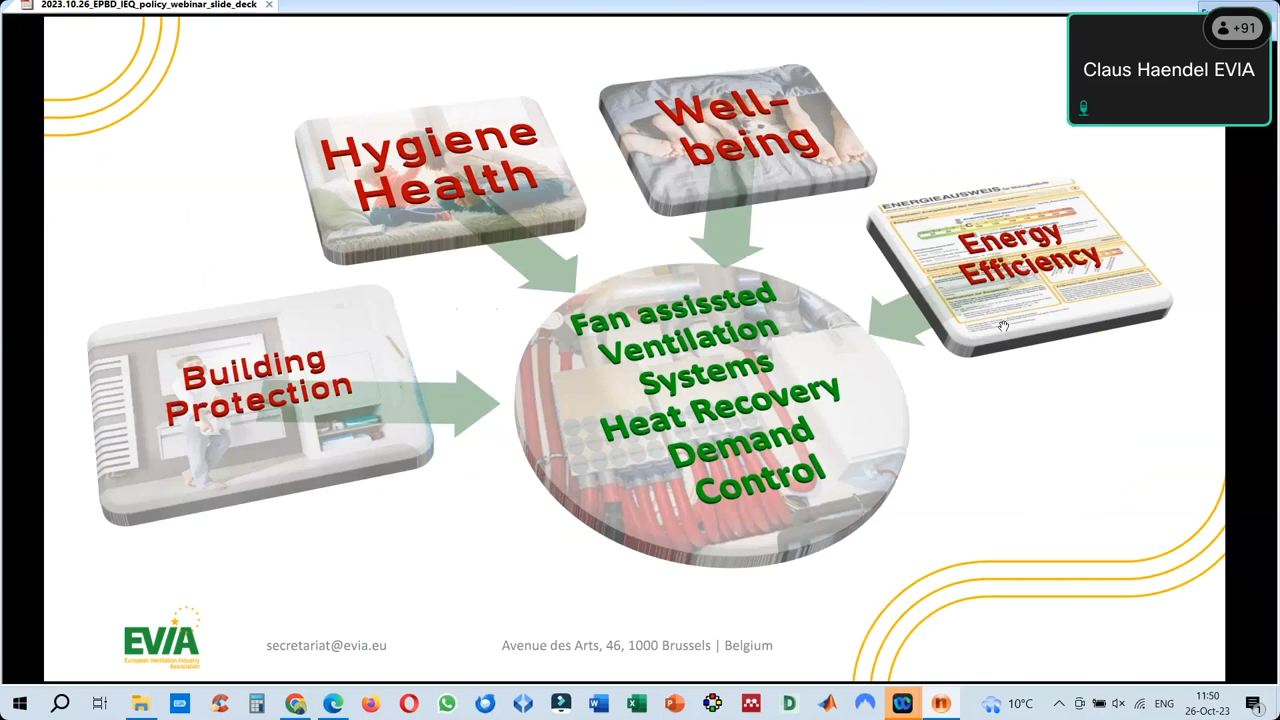 2023.10.26_EPBD_IEQ_policy_webinar_slide_deck
+91
Claus Haendel EVIA
Well-
being
Hygiene
Health
ENERGIEAUSWEIS
Energy
Efficiency
Fan assissted
Ventilation
Systems
Heat Recovery
Demand
Control
Building
Protection
EVIA
European Ventilation Industry
Association
secretariat@evia.eu
Avenue des Arts, 46, 1000 Brussels | Belgium
10°C
ENG
11:50
26-Oct-23
1